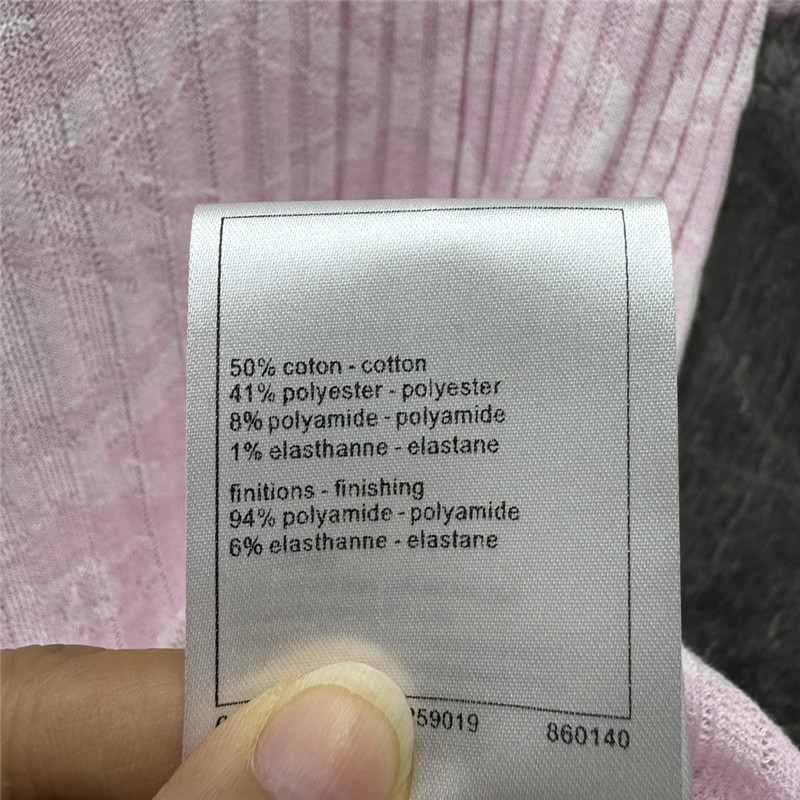 50% coton - cotton
41% polyester - polyester
8% polyamide - polyamide
1% elasthanne - elastane
finitions - finishing
94% polyamide - polyamide
6% elasthanne - elastane
259019 860140